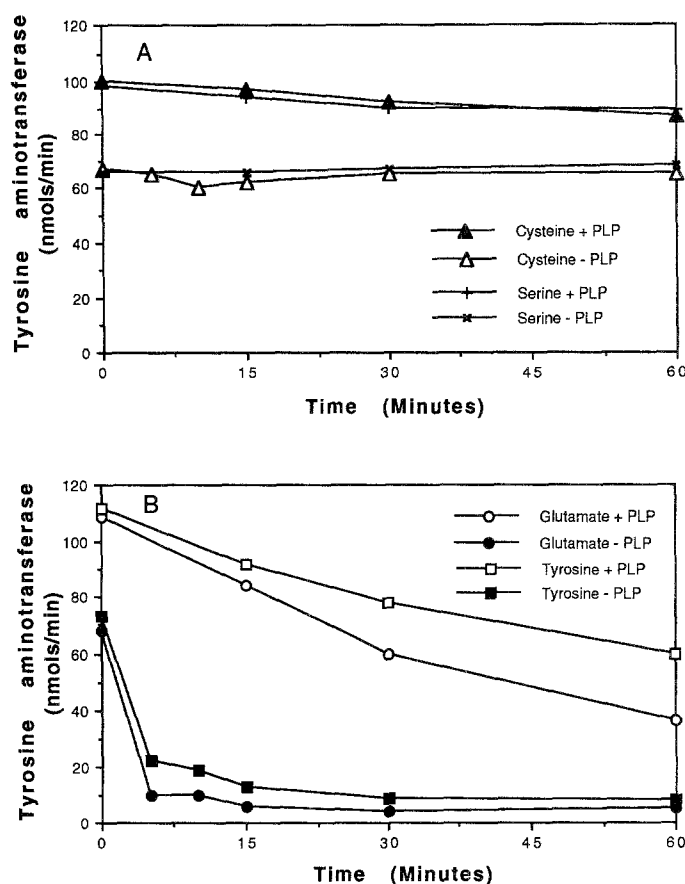 A
Tyrosine aminotransferase
(nmols/min)
120
100
80
60
40
20
0
Cysteine + PLP
Cysteine - PLP
Serine + PLP
Serine - PLP
0 15 30 45 60
Time (Minutes)
B
Tyrosine aminotransferase
(nmols/min)
120
100
80
60
40
20
0
Glutamate + PLP
Glutamate - PLP
Tyrosine + PLP
Tyrosine - PLP
0 15 30 45 60
Time (Minutes)